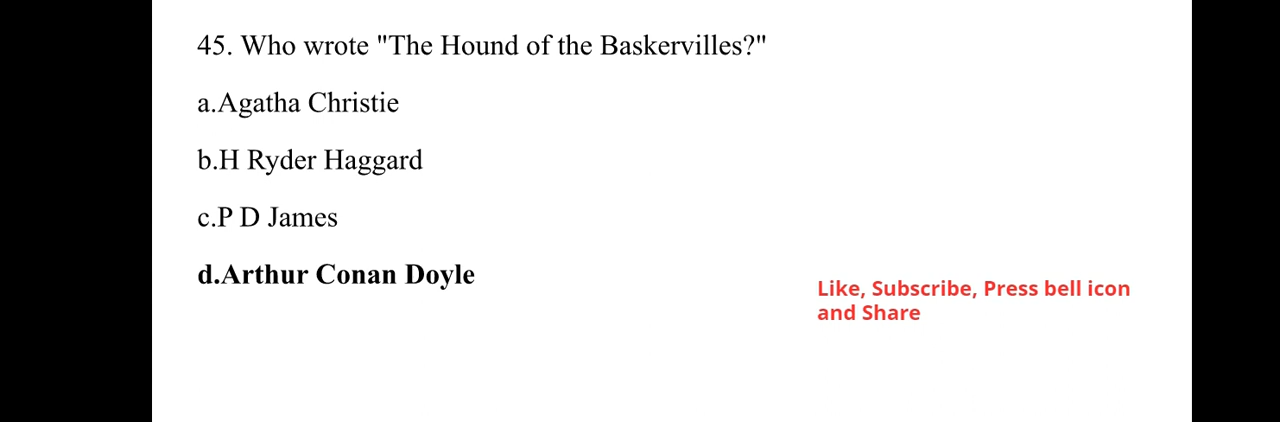 45. Who wrote "The Hound of the Baskervilles?"
a.Agatha Christie
b.H Ryder Haggard
c.P D James
d.Arthur Conan Doyle
Like, Subscribe, Press bell icon
and Share